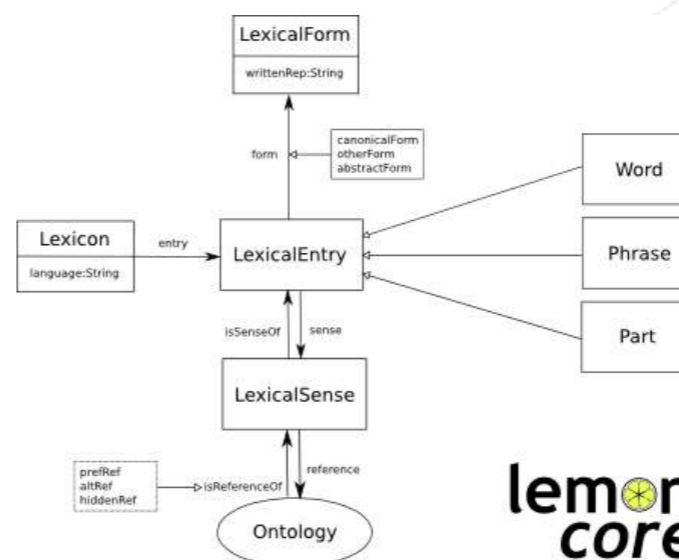 LexicalForm
writtenRep:String
form
canonicalForm
otherForm
abstractForm
Word
Lexicon
language:String
entry
LexicalEntry
Phrase
Part
isSenseOf
sense
LexicalSense
prefRef
altRef
hiddenRef
isReferenceOf
reference
Ontology
lemon
core